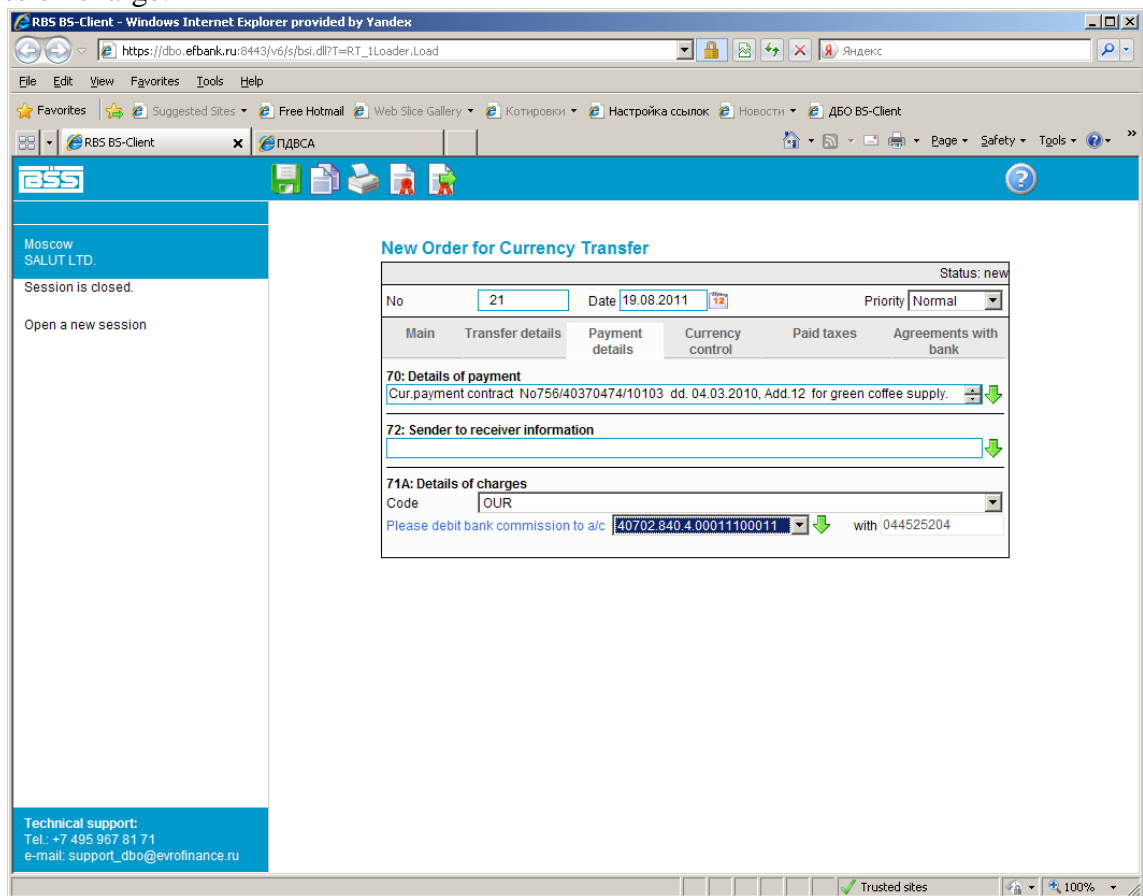 RBS BS-Client - Windows Internet Explorer provided by Yandex
https://dbo.efbank.ru:8443/v6/s/bsi.dll?T=RT_1Loader.Load
Яндекс
File Edit View Favorites Tools Help
Favorites Suggested Sites Free Hotmail Web Slice Gallery Котировки Настройка ссылок Новости ДБО BS-Client
RBS BS-Client x ПДВСА Page Safety Tools »
BSS
Moscow
SALUT LTD.
Session is closed.
Open a new session
New Order for Currency Transfer
Status: new
No 21 Date 19.08.2011 12 Priority Normal
Main Transfer details Payment details Currency control Paid taxes Agreements with bank
70: Details of payment
Cur.payment contract No756/40370474/10103 dd. 04.03.2010, Add.12 for green coffee supply.
72: Sender to receiver information
71A: Details of charges
Code OUR
Please debit bank commission to a/c 40702.840.4.00011100011 with 044525204
Technical support:
Tel.: +7 495 967 81 71
e-mail: support_dbo@evrofinance.ru
Trusted sites 100%